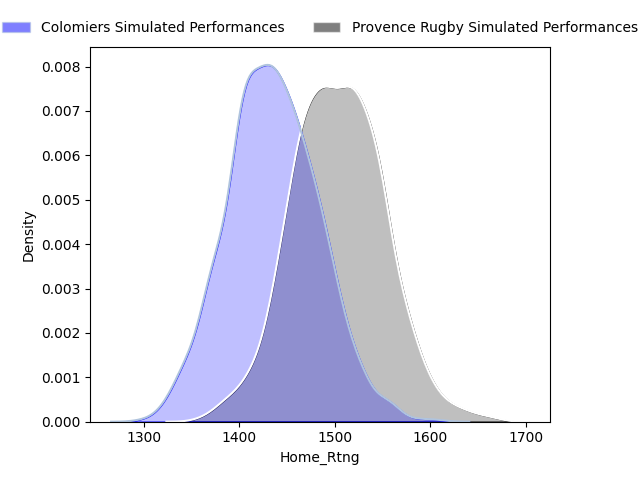 Colomiers Simulated Performances Provence Rugby Simulated Performances
0.008
0.007
0.006
0.005
0.004
0.003
0.002
0.001
0.000
Density
1300 1400 1500 1600 1700
Home_Rtng